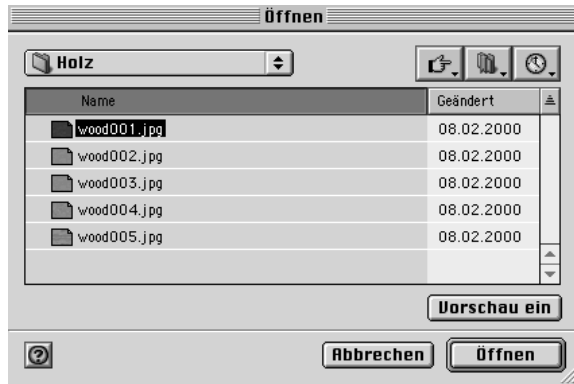 Öffnen
Holz
Name Geändert
wood001.jpg 08.02.2000
wood002.jpg 08.02.2000
wood003.jpg 08.02.2000
wood004.jpg 08.02.2000
wood005.jpg 08.02.2000
Vorschau ein
? Abbrechen Öffnen